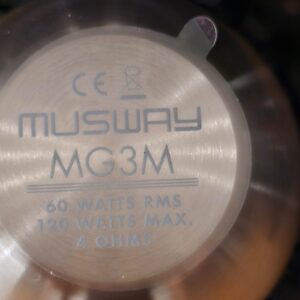 CE
MUSWAY
MG3M
60 WATTS RMS
120 WATTS MAX.
4 OHMS